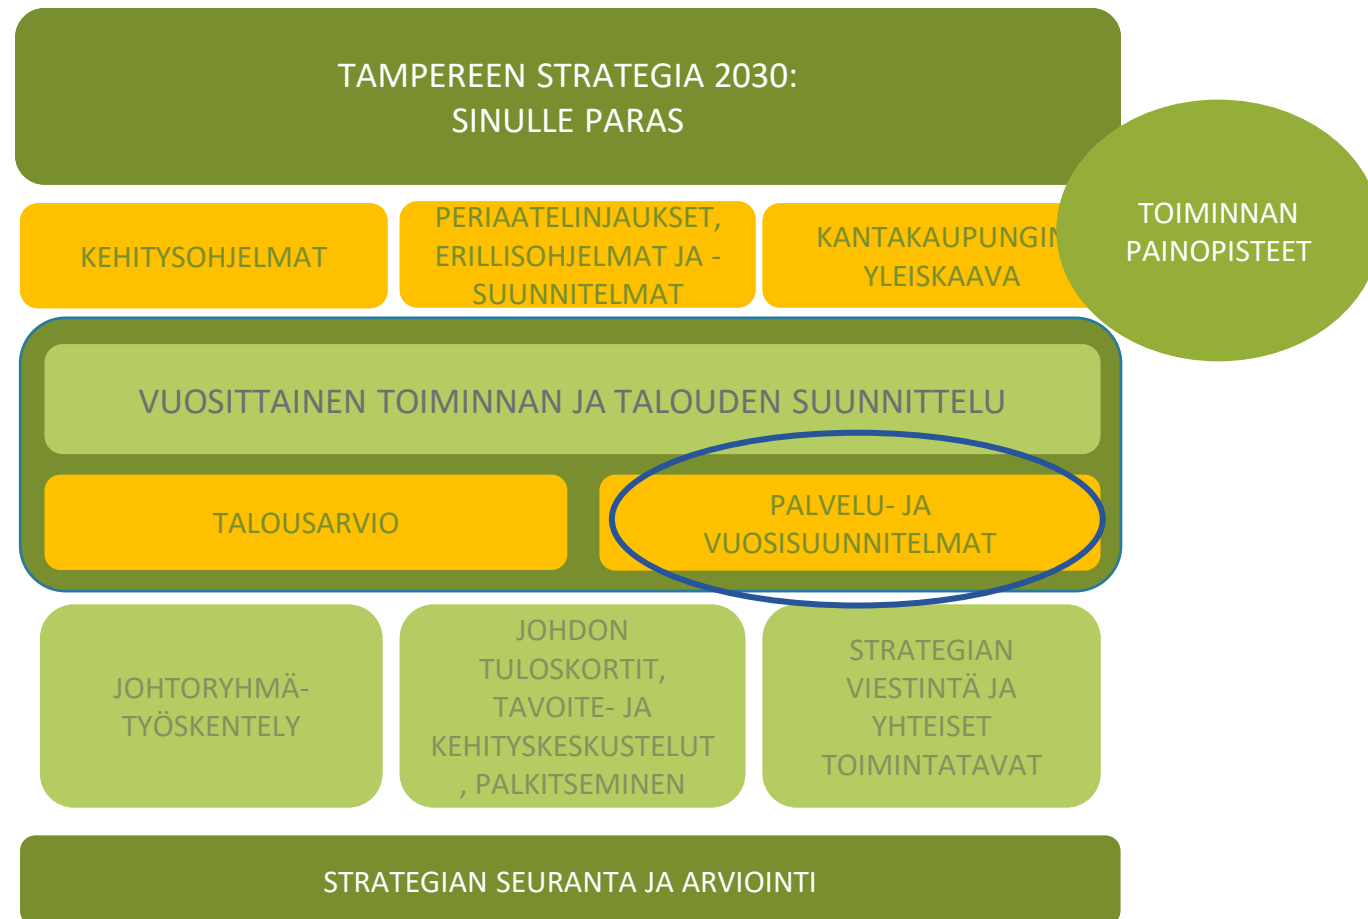 TAMPEREEN STRATEGIA 2030:
SINULLE PARAS
TOIMINNAN
PAINOPISTEET
KEHITYSOHJELMAT
PERIAATELINJAUKSET,
ERILLISOHJELMAT JA -
SUUNNITELMAT
KANTAKAUPUNGIN
YLEISKAAVA
VUOSITTAINEN TOIMINNAN JA TALOUDEN SUUNNITTELU
TALOUSARVIO
PALVELU- JA
VUOSISUUNNITELMAT
JOHTORYHMÄ-
TYÖSKENTELY
JOHDON
TULOSKORTIT,
TAVOITE- JA
KEHITYSKESKUSTELUT
, PALKITSEMINEN
STRATEGIAN
VIESTINTÄ JA
YHTEISET
TOIMINTATAVAT
STRATEGIAN SEURANTA JA ARVIOINTI